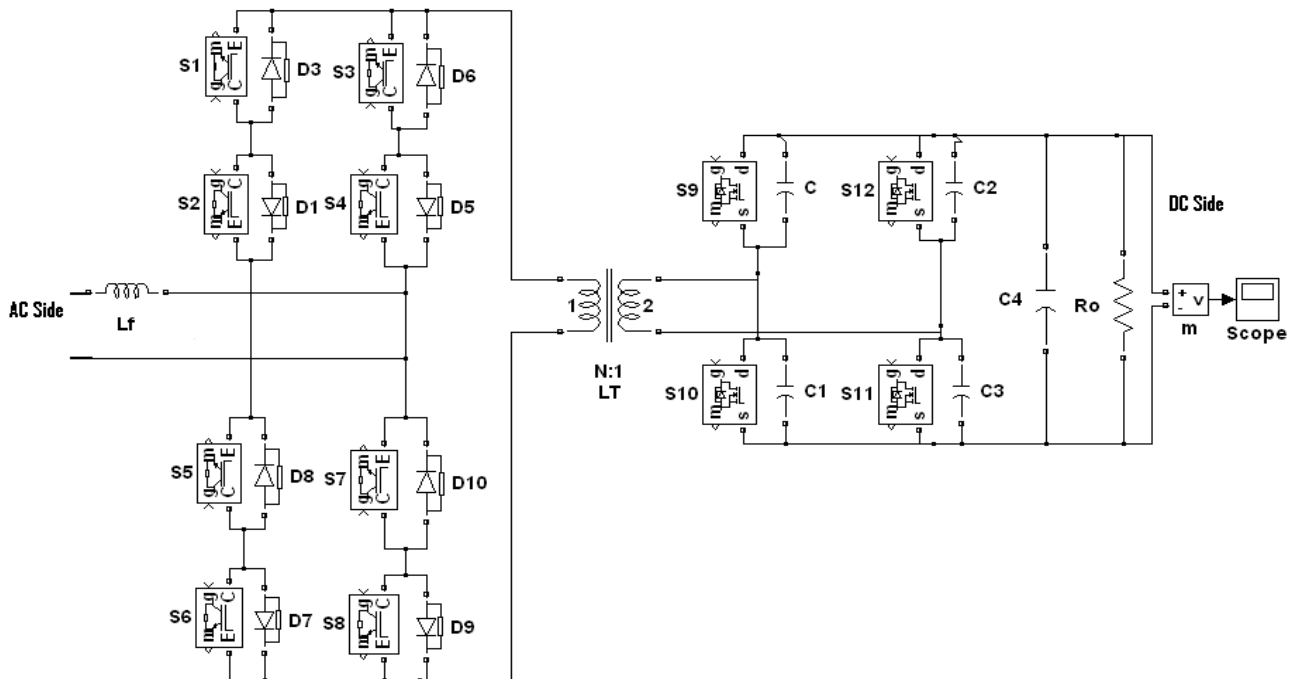 S1
m
E
g
C
D3
S3
m
E
g
C
D6
S2
g
C
m
E
D1
S4
g
C
m
E
D5
S9
g
d
m
s
C
S12
g
d
m
s
C2
DC Side
AC Side
Lf
1
2
N:1
LT
C4
Ro
+
-
v
m
Scope
S10
g
d
m
s
C1
S11
g
d
m
s
C3
S5
m
E
g
C
D8
S7
m
E
g
C
D10
S6
g
C
m
E
D7
S8
g
C
m
E
D9